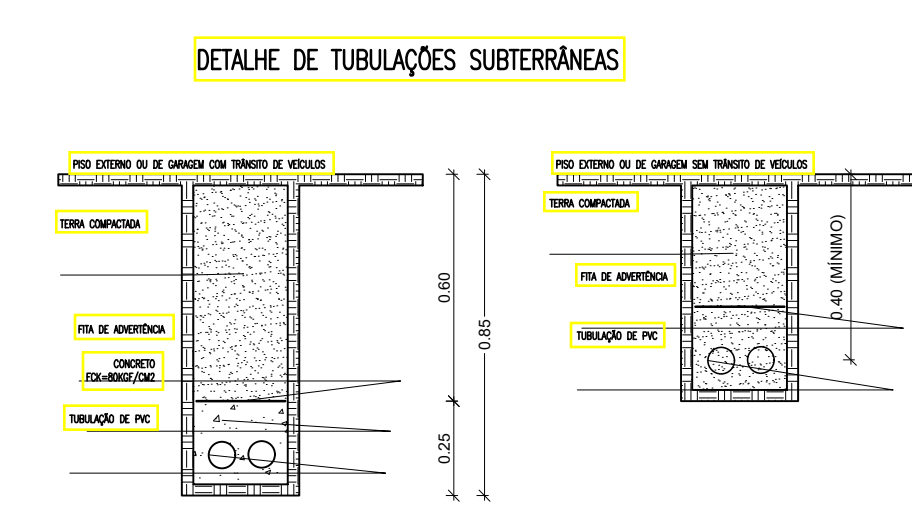 DETALHE DE TUBULAÇÕES SUBTERRÂNEAS
PISO EXTERNO OU DE GARAGEM COM TRÂNSITO DE VEÍCULOS
TERRA COMPACTADA
FITA DE ADVERTÊNCIA
CONCRETO
FCK=80KGF/CM2
TUBULAÇÃO DE PVC
0.60
0.85
0.25
PISO EXTERNO OU DE GARAGEM SEM TRÂNSITO DE VEÍCULOS
TERRA COMPACTADA
FITA DE ADVERTÊNCIA
TUBULAÇÃO DE PVC
0.40 (MÍNIMO)